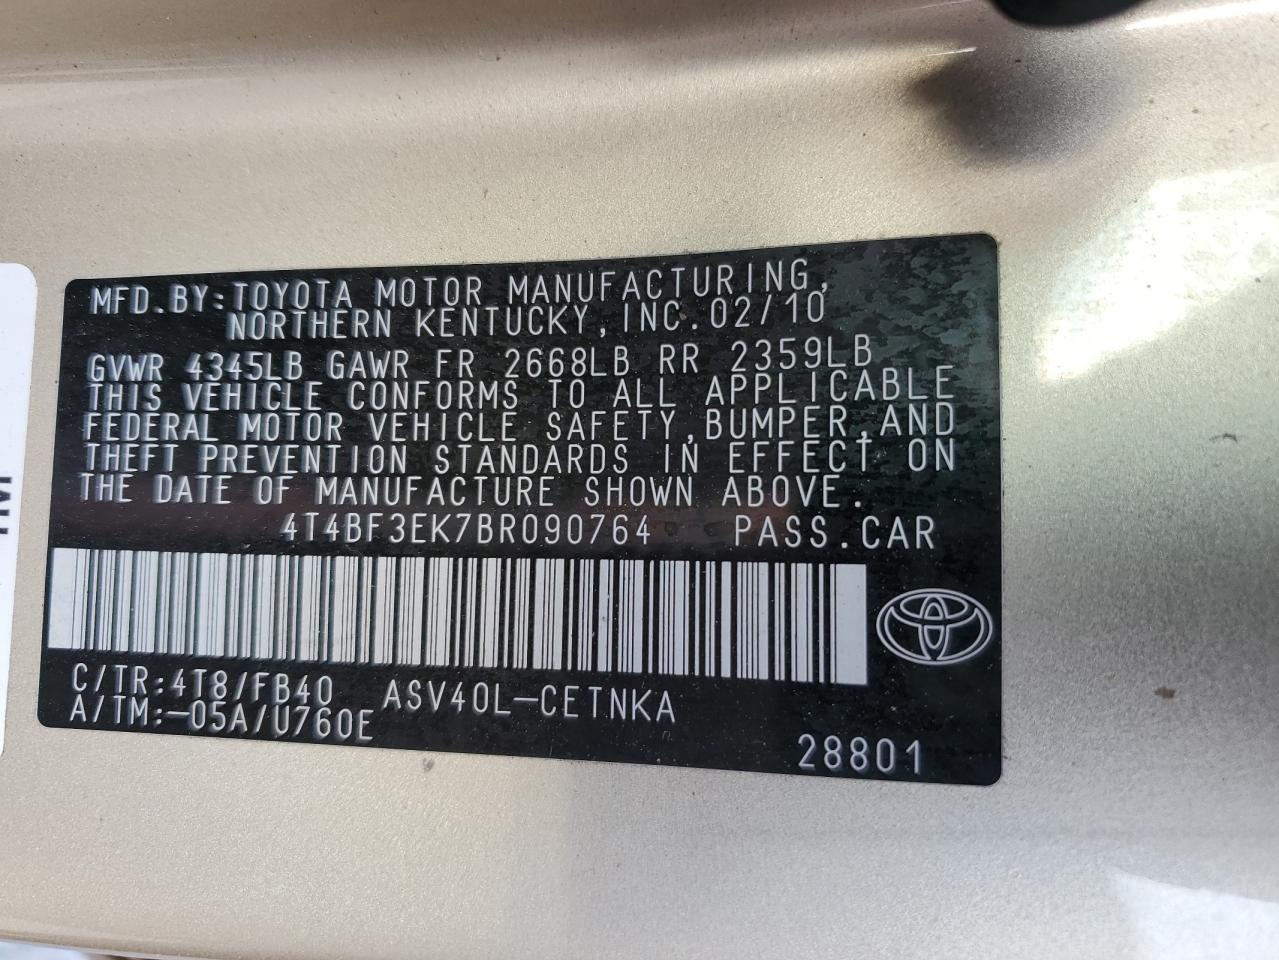 MFD.BY:TOYOTA MOTOR MANUFACTURING,
NORTHERN KENTUCKY,INC.02/10
GVWR 4345LB GAWR FR 2668LB RR 2359LB
THIS VEHICLE CONFORMS TO ALL APPLICABLE
FEDERAL MOTOR VEHICLE SAFETY,BUMPER,AND
THEFT PREVENTION STANDARDS IN EFFECT ON
THE DATE OF MANUFACTURE SHOWN ABOVE.
4T4BF3EK7BR090764 PASS.CAR
C/TR:4T8/FB40 ASV40L-CETNKA
A/TM:-05A/U760E
28801